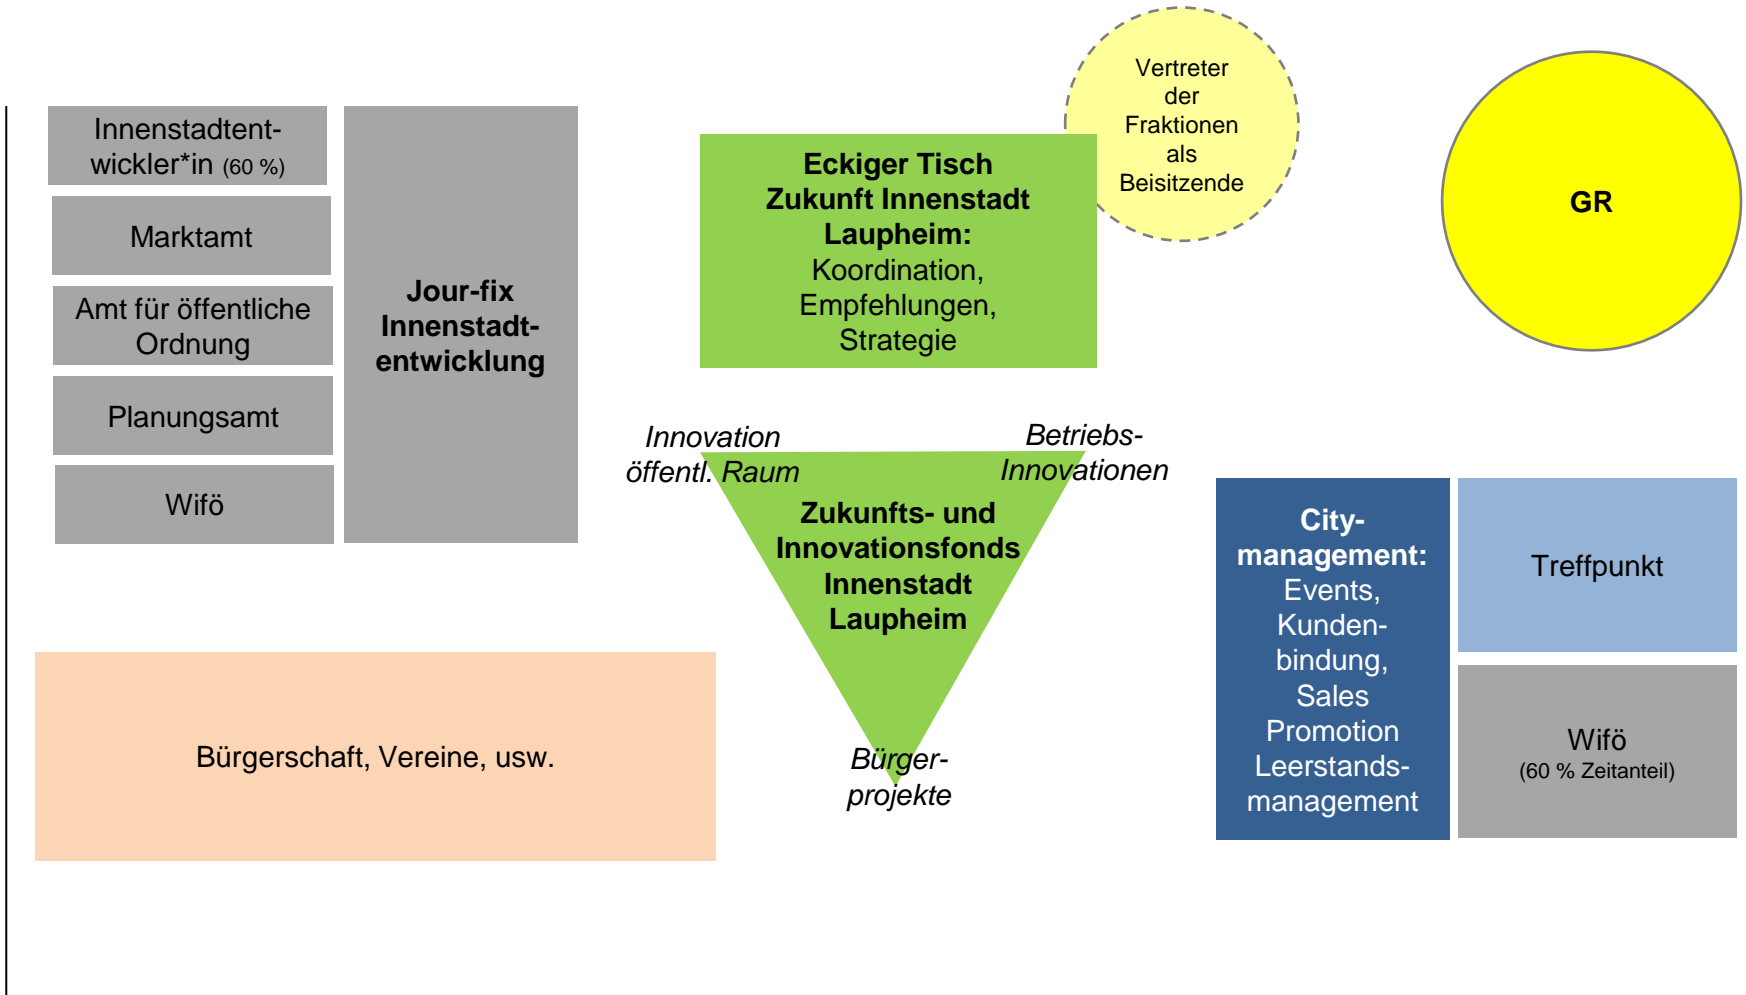 Innenstadtent-
wickler*in (60 %)
Marktamt
Amt für öffentliche
Ordnung
Planungsamt
Wifö
Jour-fix
Innenstadt-
entwicklung
Eckiger Tisch
Zukunft Innenstadt
Laupheim:
Koordination,
Empfehlungen,
Strategie
Vertreter
der
Fraktionen
als
Beisitzende
GR
Innovation
öffentl. Raum
Betriebs-
Innovationen
Zukunfts- und
Innovationsfonds
Innenstadt
Laupheim
Bürger-
projekte
Bürgerschaft, Vereine, usw.
City-
management:
Events,
Kunden-
bindung,
Sales
Promotion
Leerstands-
management
Treffpunkt
Wifö
(60 % Zeitanteil)